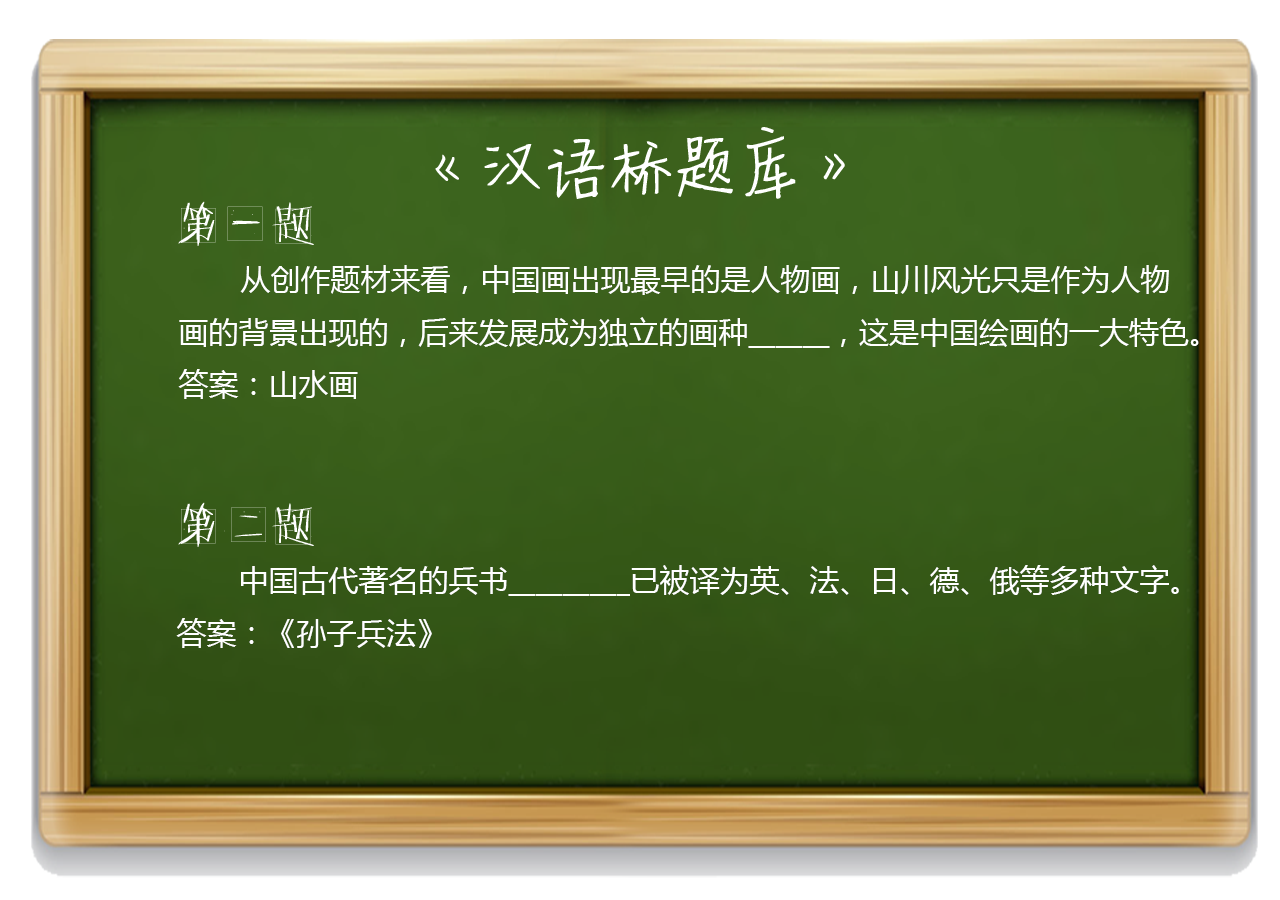 《汉语桥题库》
第一题
从创作题材来看，中国画出现最早的是人物画，山川风光只是作为人物
画的背景出现的，后来发展成为独立的画种______，这是中国绘画的一大特色。
答案：山水画
第二题
中国古代著名的兵书_________已被译为英、法、日、德、俄等多种文字。
答案：《孙子兵法》